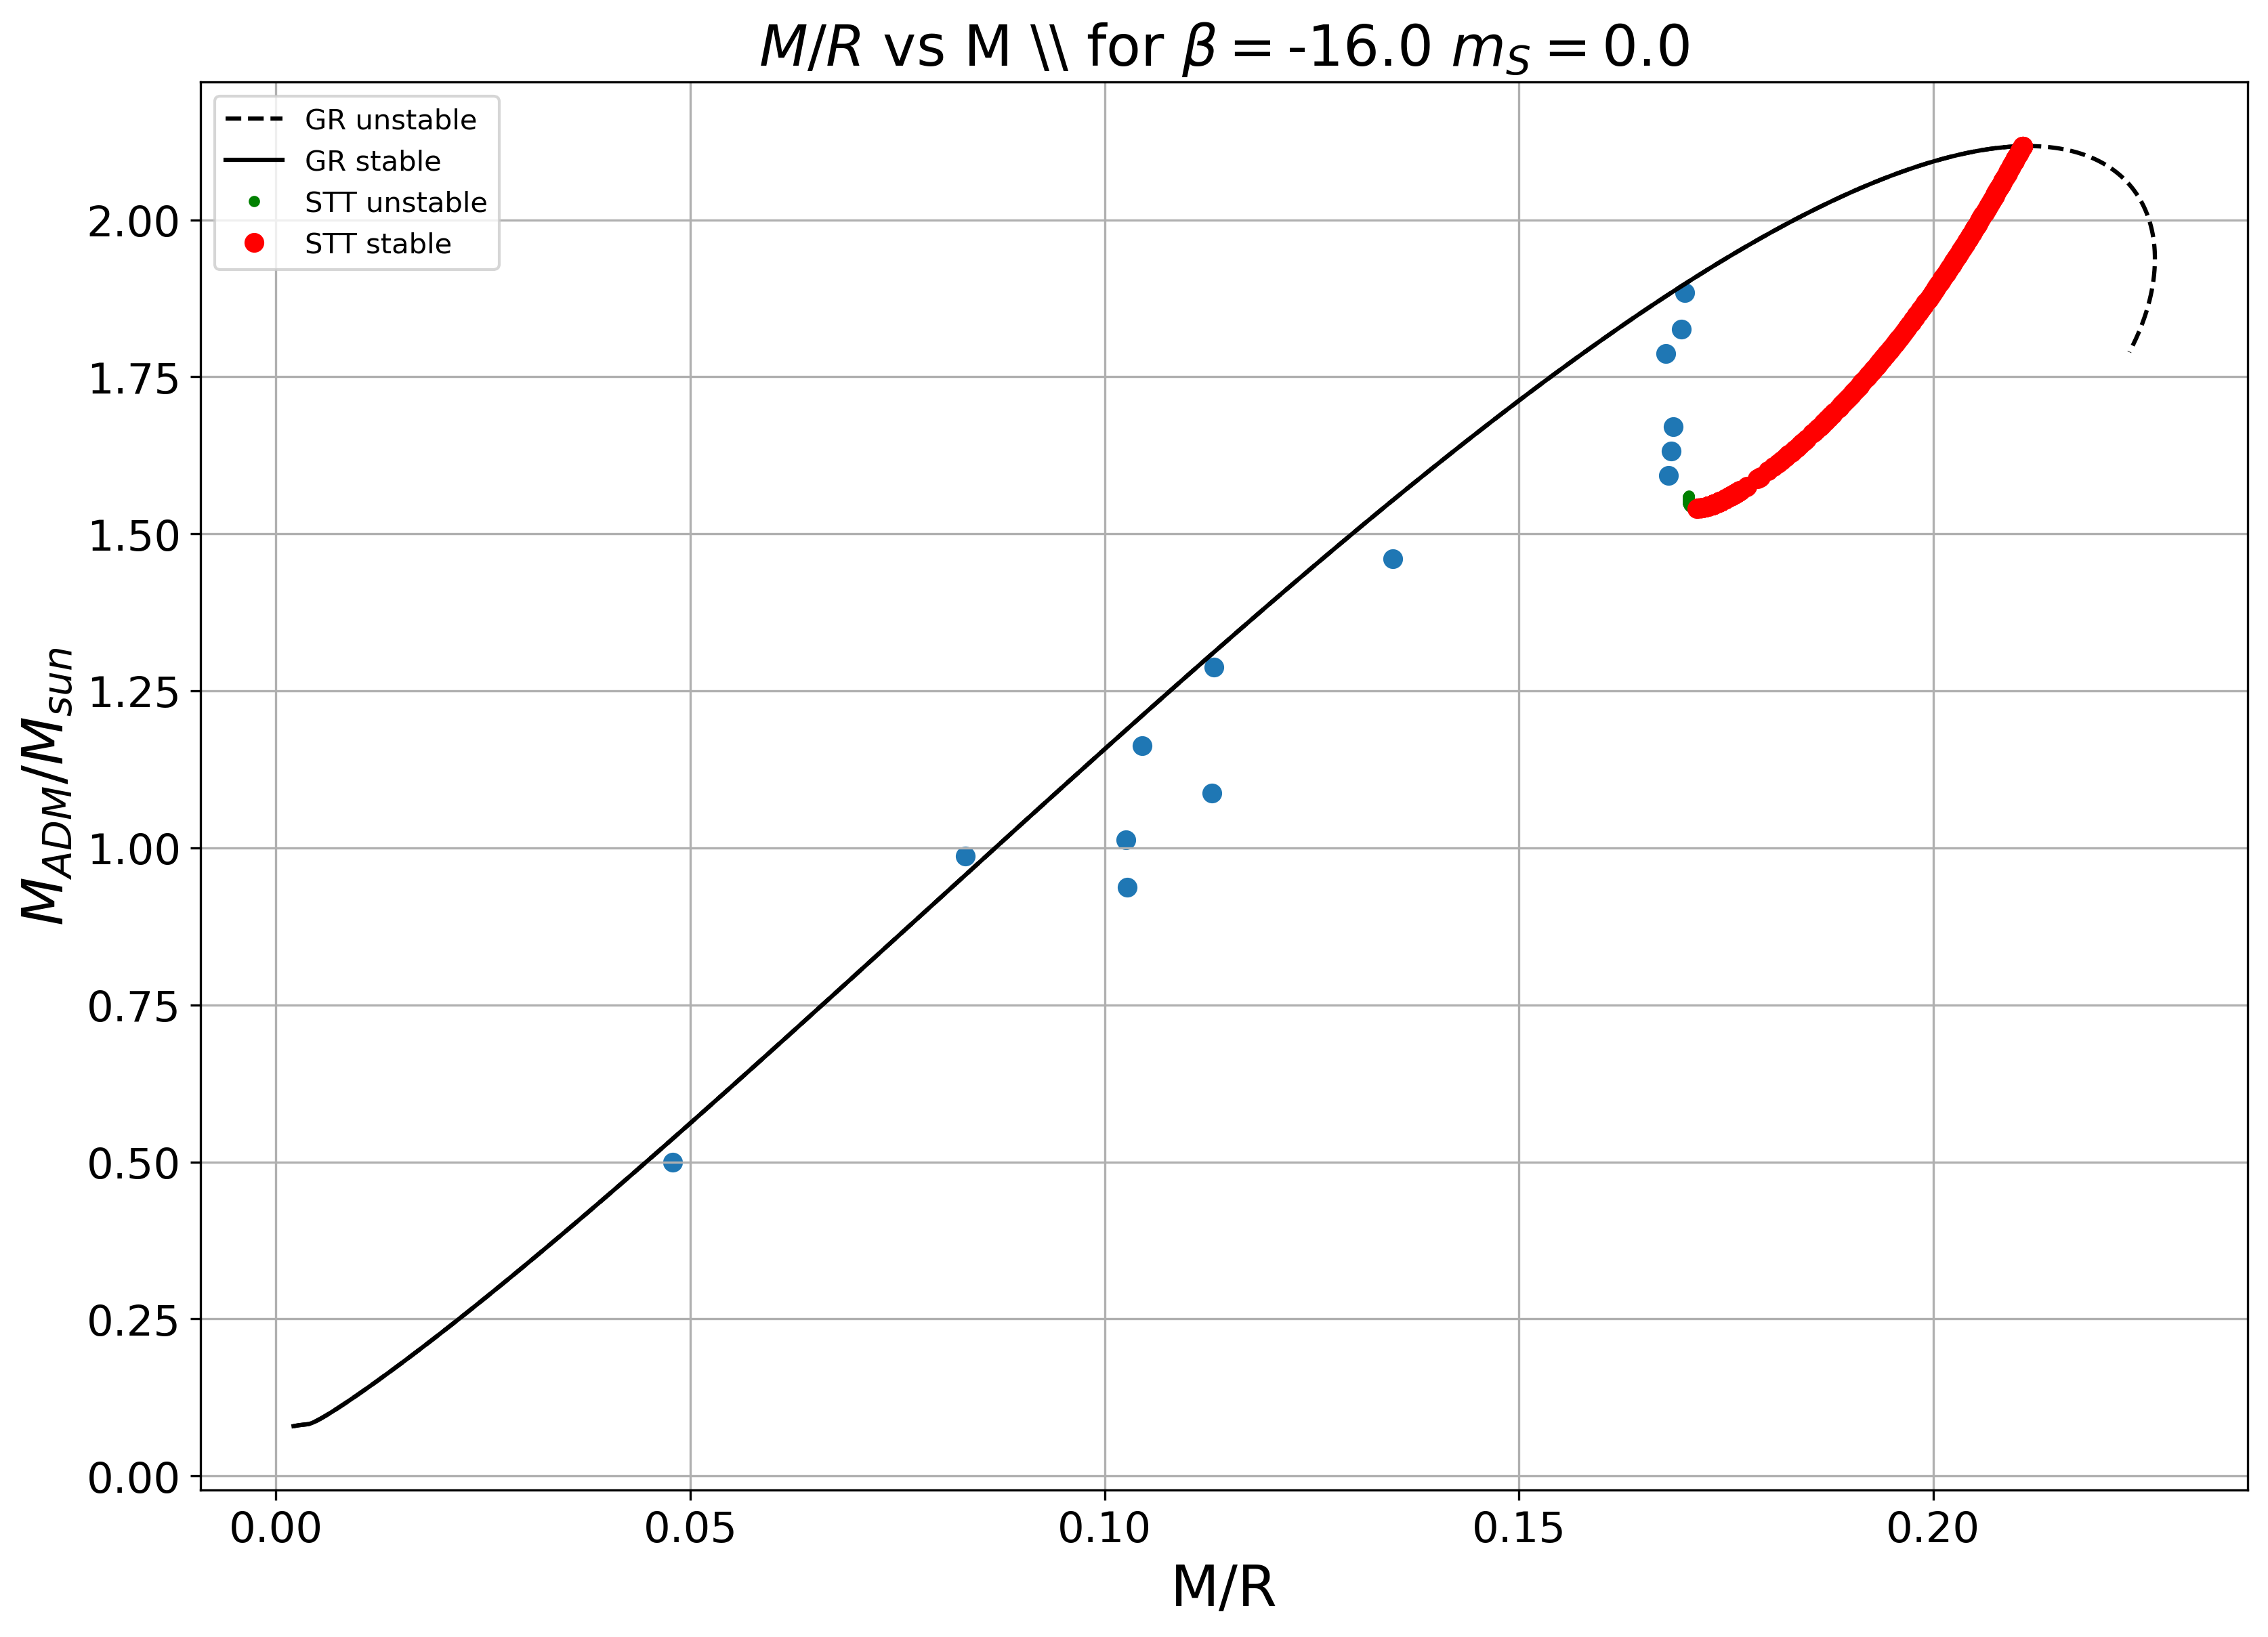 M/R vs M \\ for β = -16.0 m_S = 0.0
GR unstable
GR stable
STT unstable
STT stable
M_ADM/M_sun
2.00
1.75
1.50
1.25
1.00
0.75
0.50
0.25
0.00
0.00 0.05 0.10 0.15 0.20
M/R